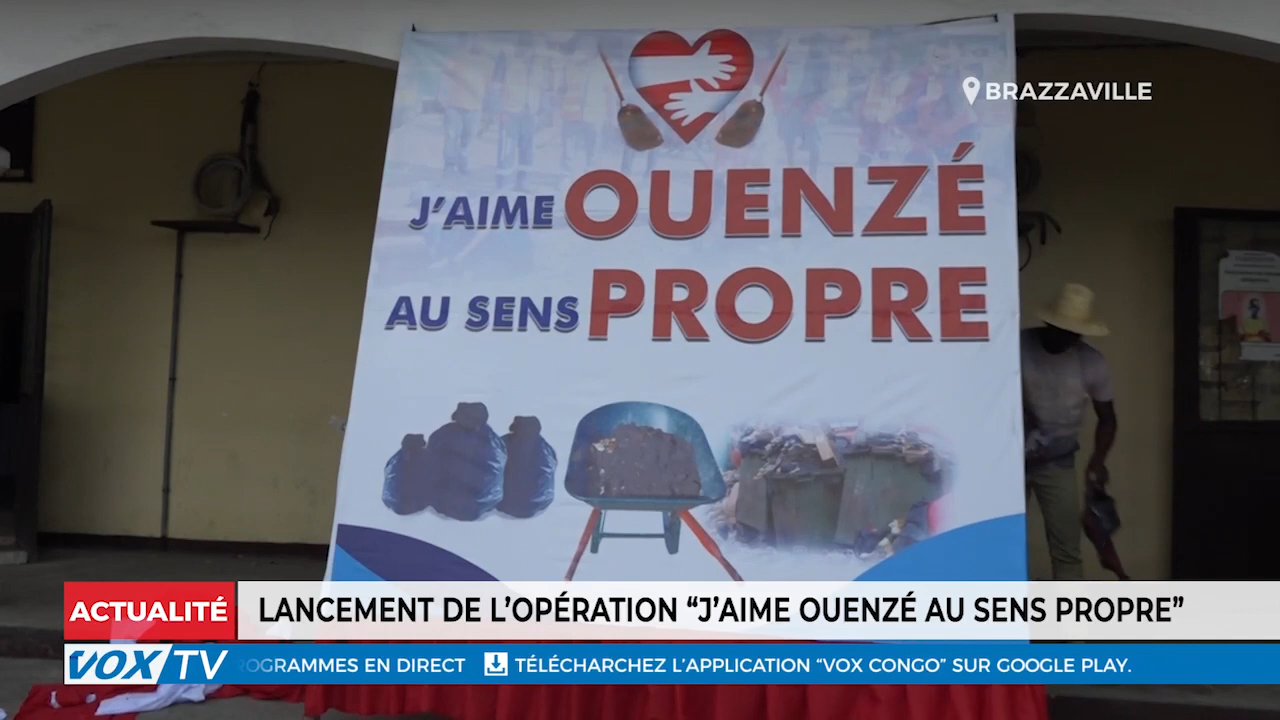 BRAZZAVILLE
J'AIME OUENZÉ
AU SENS PROPRE
ACTUALITÉ
LANCEMENT DE L'OPÉRATION “J'AIME OUENZÉ AU SENS PROPRE”
VOX TV
ROGRAMMES EN DIRECT
TÉLÉCHARCHEZ L'APPLICATION “VOX CONGO” SUR GOOGLE PLAY.